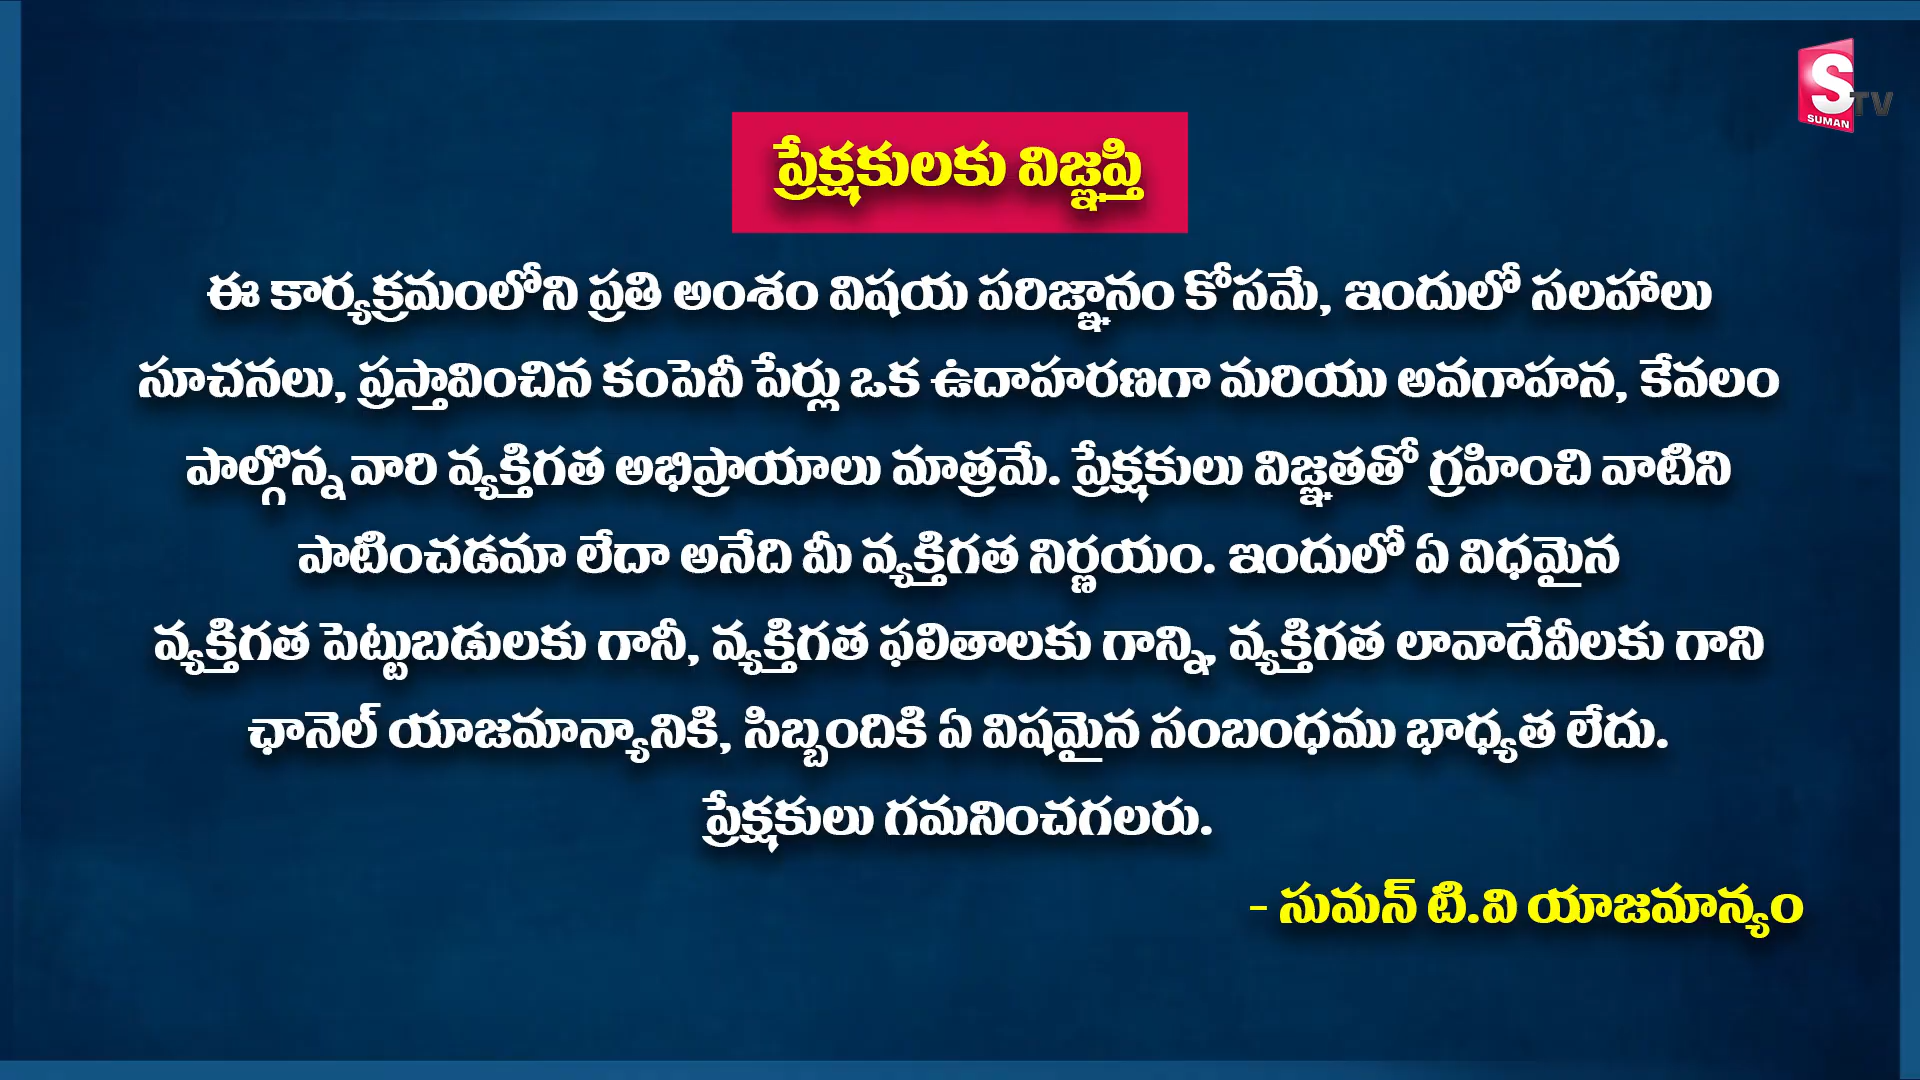 S TV
SUMAN
ప్రేక్షకులకు విజ్ఞప్తి
ఈ కార్యక్రమంలోని ప్రతి అంశం విషయ పరిజ్ఞానం కోసమే, ఇందులో సలహాలు
సూచనలు, ప్రస్తావించిన కంపెనీ పేర్లు ఒక ఉదాహరణగా మరియు అవగాహన, కేవలం
పాల్గొన్న వారి వ్యక్తిగత అభిప్రాయాలు మాత్రమే. ప్రేక్షకులు విజ్ఞతతో గ్రహించి వాటిని
పాటించడమా లేదా అనేది మీ వ్యక్తిగత నిర్ణయం. ఇందులో ఏ విధమైన
వ్యక్తిగత పెట్టుబడులకు గానీ, వ్యక్తిగత ఫలితాలకు గాన్ని, వ్యక్తిగత లావాదేవీలకు గాని
ఛానెల్ యాజమాన్యానికి, సిబ్బందికి ఏ విషమైన సంబంధము భాధ్యత లేదు.
ప్రేక్షకులు గమనించగలరు.
- సుమన్ టి.వి యాజమాన్యం